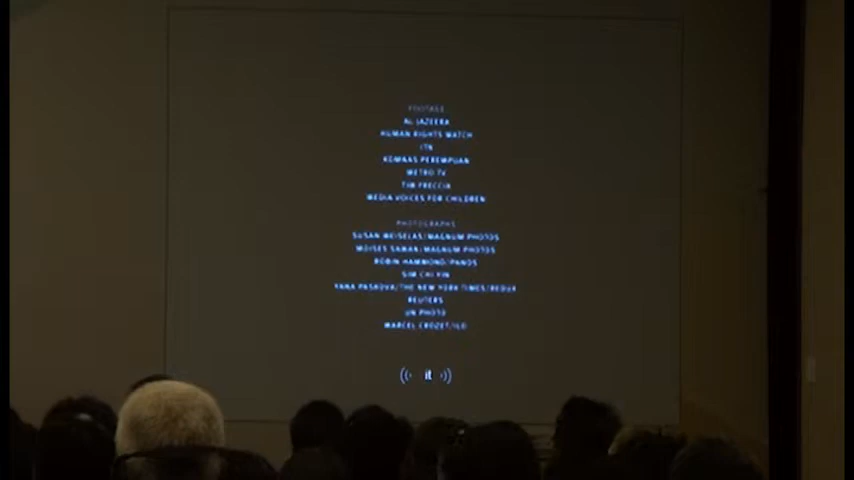 FOOTAGE
AL JAZEERA
HUMAN RIGHTS WATCH
ITN
KOMNAS PEREMPUAN
METRO TV
TIM FRECCIA
MEDIA VOICES FOR CHILDREN
PHOTOGRAPHS
SUSAN MEISELAS/MAGNUM PHOTOS
MOISES SAMAN/MAGNUM PHOTOS
ROBIN HAMMOND/PANOS
SIM CHI YIN
YANA PASKOVA/THE NEW YORK TIMES/REDUX
REUTERS
UN PHOTO
MARCEL CROZET/ILO
it